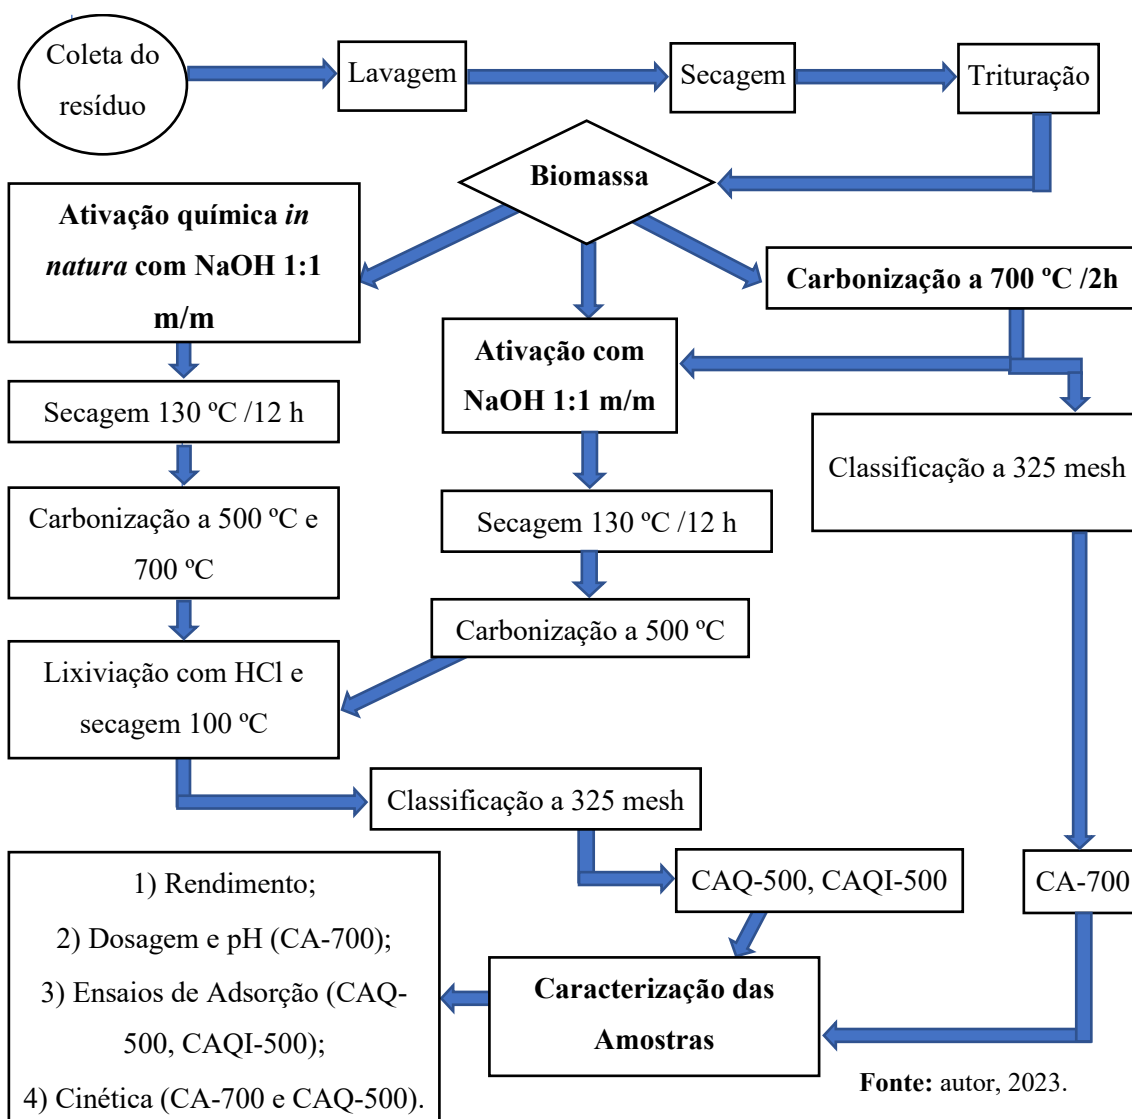 Coleta do
resíduo
Lavagem
Secagem
Trituração
Biomassa
Ativação química in
natura com NaOH 1:1
m/m
Carbonização a 700 ºC /2h
Ativação com
NaOH 1:1 m/m
Secagem 130 ºC /12 h
Classificação a 325 mesh
Carbonização a 500 ºC e
700 ºC
Secagem 130 ºC /12 h
Carbonização a 500 ºC
Lixiviação com HCl e
secagem 100 ºC
Classificação a 325 mesh
CAQ-500, CAQI-500
CA-700
1) Rendimento;
2) Dosagem e pH (CA-700);
3) Ensaios de Adsorção (CAQ-
500, CAQI-500);
4) Cinética (CA-700 e CAQ-500).
Caracterização das
Amostras
Fonte: autor, 2023.